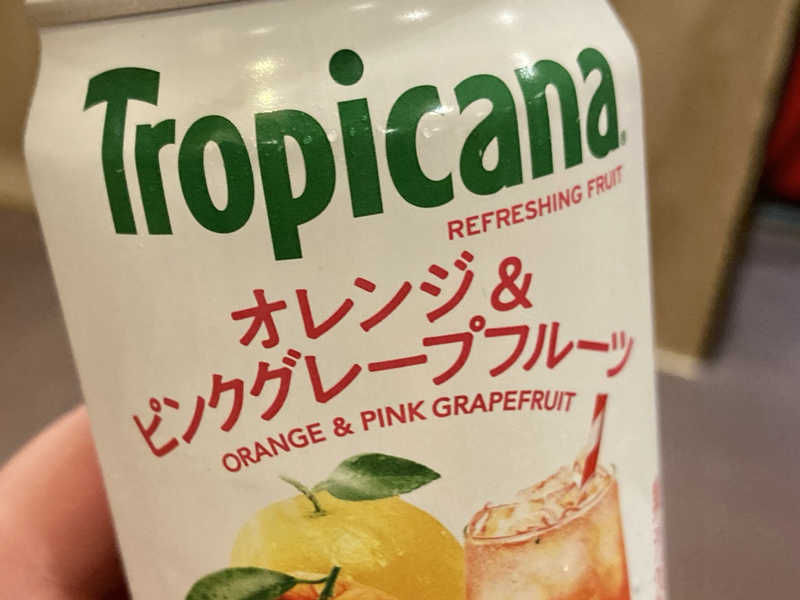 Tropicana
REFRESHING FRUIT
オレンジ&
ピンクグレープフルーツ
ORANGE & PINK GRAPEFRUIT